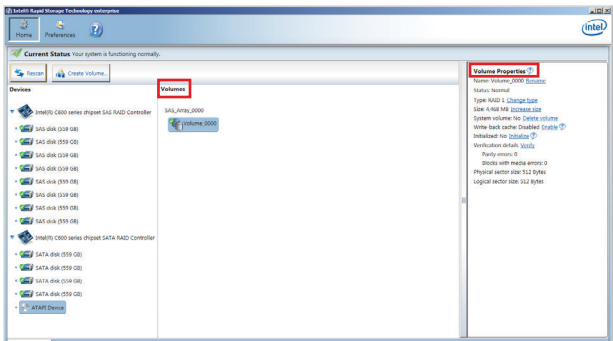 Intel® Rapid Storage Technology enterprise
Home
Preferences
?
intel
Current Status Your system is functioning normally.
Rescan
Create Volume...
Devices
Intel(R) C600 series chipset SAS RAID Controller
SAS disk (559 GB)
SAS disk (559 GB)
SAS disk (559 GB)
SAS disk (559 GB)
SAS disk (559 GB)
SAS disk (559 GB)
SAS disk (559 GB)
SAS disk (559 GB)
Intel(R) C600 series chipset SATA RAID Controller
SATA disk (559 GB)
SATA disk (559 GB)
SATA disk (559 GB)
SATA disk (559 GB)
ATAPI Device
Volumes
SAS_Array_0000
Volume_0000
Volume Properties ?
Name: Volume_0000 Rename
Status: Normal
Type: RAID 1 Change type
Size: 4,768 MB Increase size
System volume: No Delete volume
Write-back cache: Disabled Enable ?
Initialized: No Initialize ?
Verification details Verify
Parity errors: 0
Blocks with media errors: 0
Physical sector size: 512 Bytes
Logical sector size: 512 Bytes